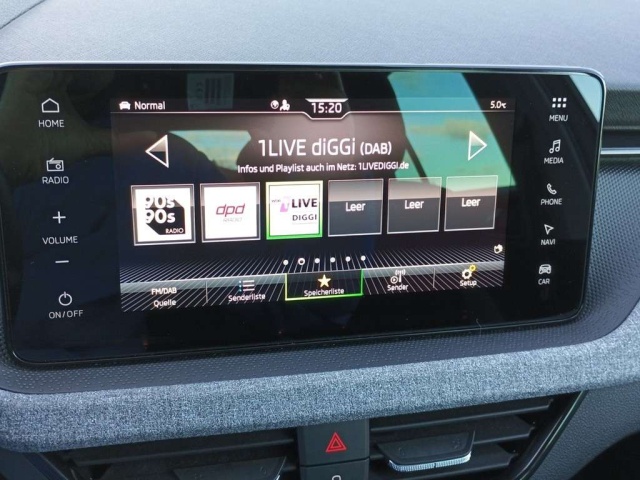 HOME
RADIO
VOLUME
ON/OFF
Normal
15:20
5.0°C
1LIVE diGGi (DAB)
Infos und Playlist auch im Netz: 1LIVEDIGGI.de
90s
90s
RADIO
dpd
LIVE
DIGGI
Leer
Leer
Leer
FM/DAB
Quelle
Senderliste
Speicherliste
Sender
Setup
MENU
MEDIA
PHONE
NAVI
CAR